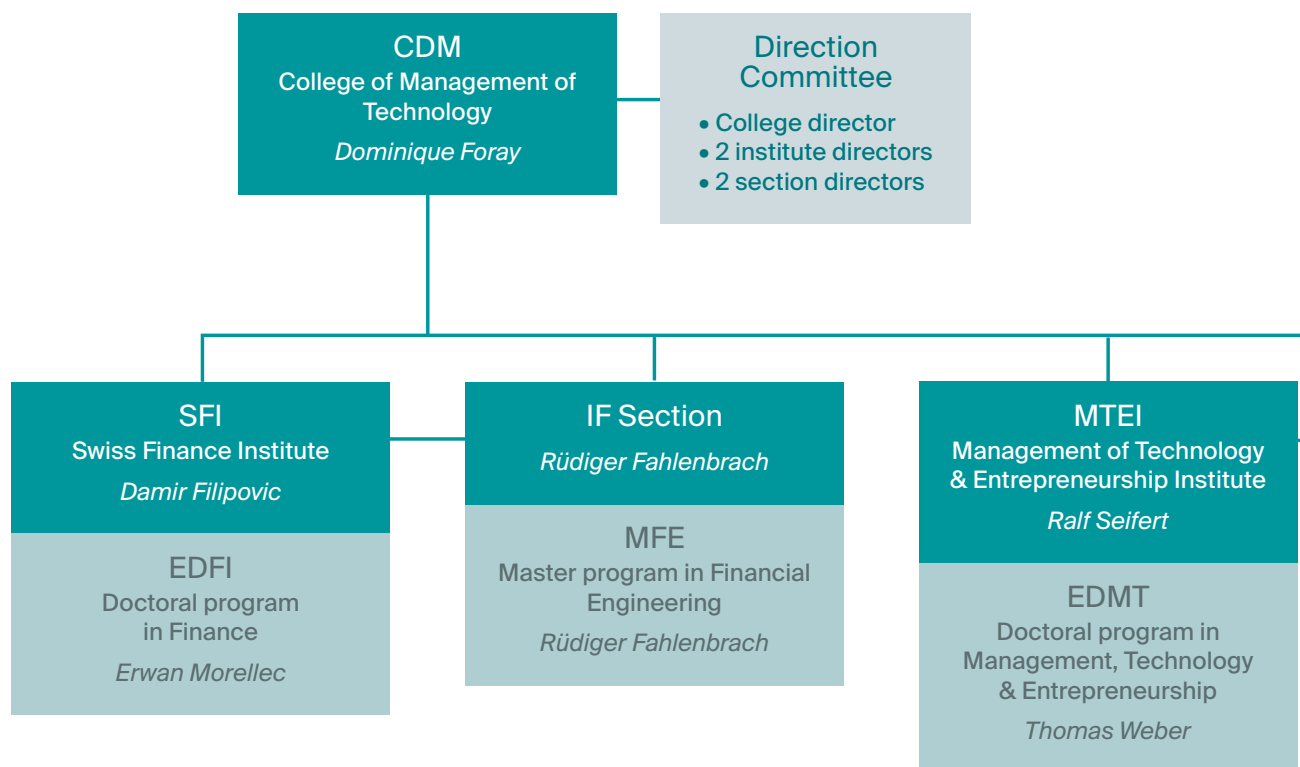 CDM
College of Management of
Technology
Dominique Foray
Direction
Committee
• College director
• 2 institute directors
• 2 section directors
SFI
Swiss Finance Institute
Damir Filipovic
EDFI
Doctoral program
in Finance
Erwan Morellec
IF Section
Rüdiger Fahlenbrach
MFE
Master program in Financial
Engineering
Rüdiger Fahlenbrach
MTEI
Management of Technology
& Entrepreneurship Institute
Ralf Seifert
EDMT
Doctoral program in
Management, Technology
& Entrepreneurship
Thomas Weber